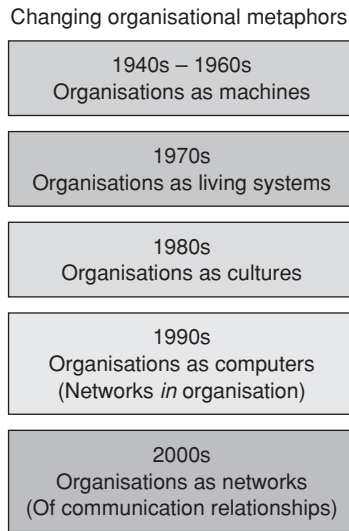 Changing organisational metaphors
1940s – 1960s
Organisations as machines
1970s
Organisations as living systems
1980s
Organisations as cultures
1990s
Organisations as computers
(Networks in organisation)
2000s
Organisations as networks
(Of communication relationships)